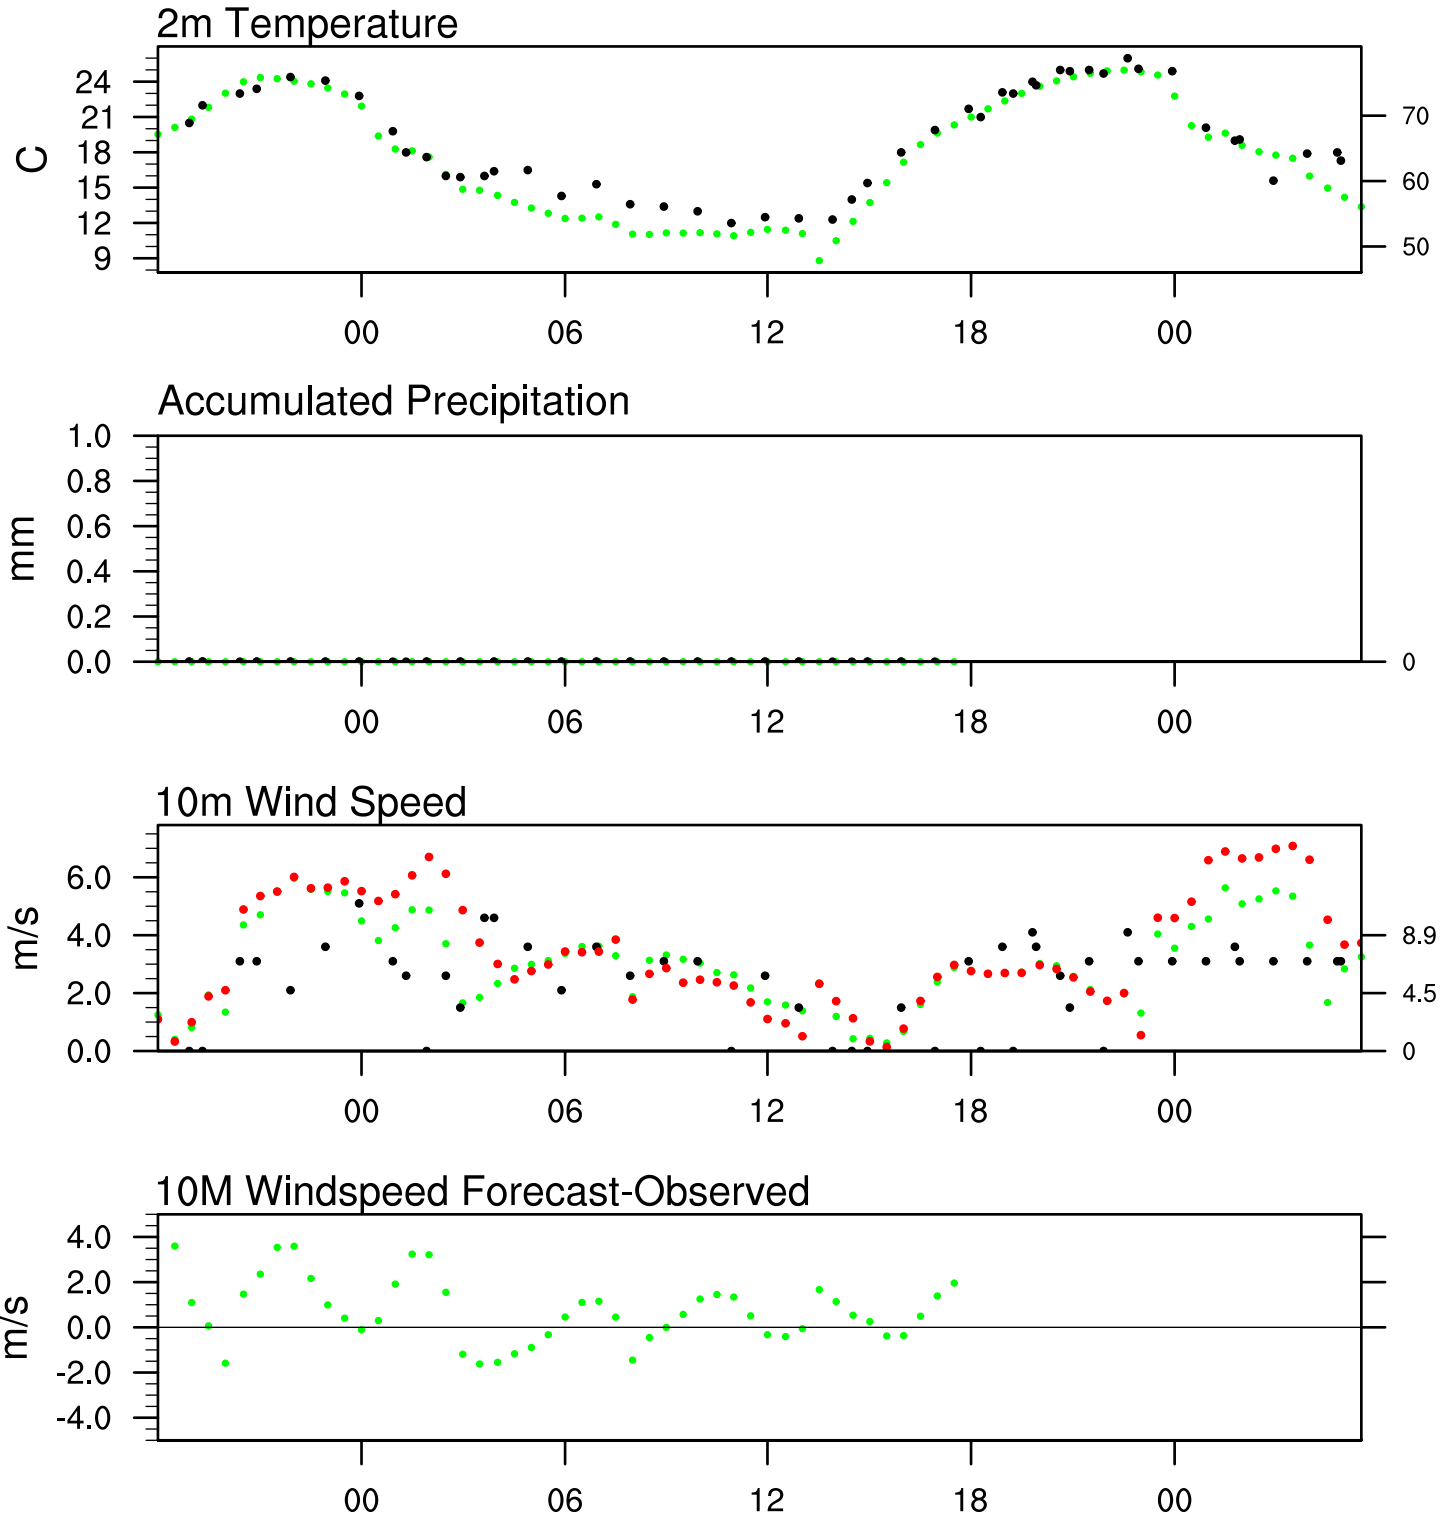 2m Temperature
24
21
18
15
12
9
C
70
60
50
00 06 12 18 00
Accumulated Precipitation
1.0
0.8
0.6
0.4
0.2
0.0
mm
0
00 06 12 18 00
10m Wind Speed
6.0
4.0
2.0
0.0
m/s
8.9
4.5
0
00 06 12 18 00
10M Windspeed Forecast-Observed
4.0
2.0
0.0
-2.0
-4.0
m/s
00 06 12 18 00